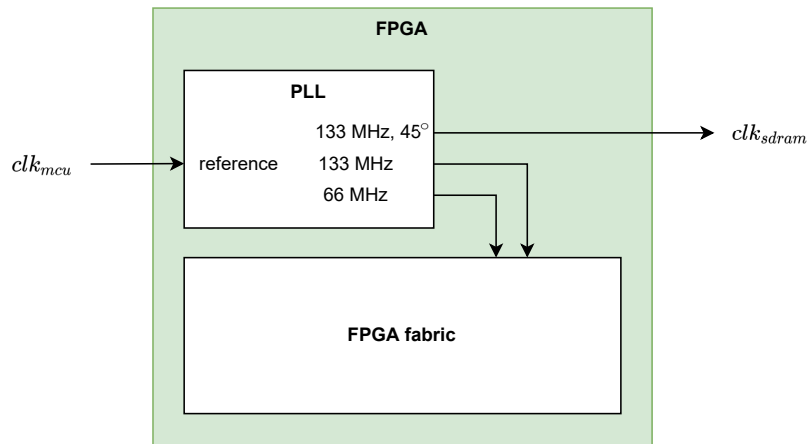 FPGA
PLL
133 MHz, 45°
clk_mcu
reference 133 MHz
clk_sdram
66 MHz
FPGA fabric